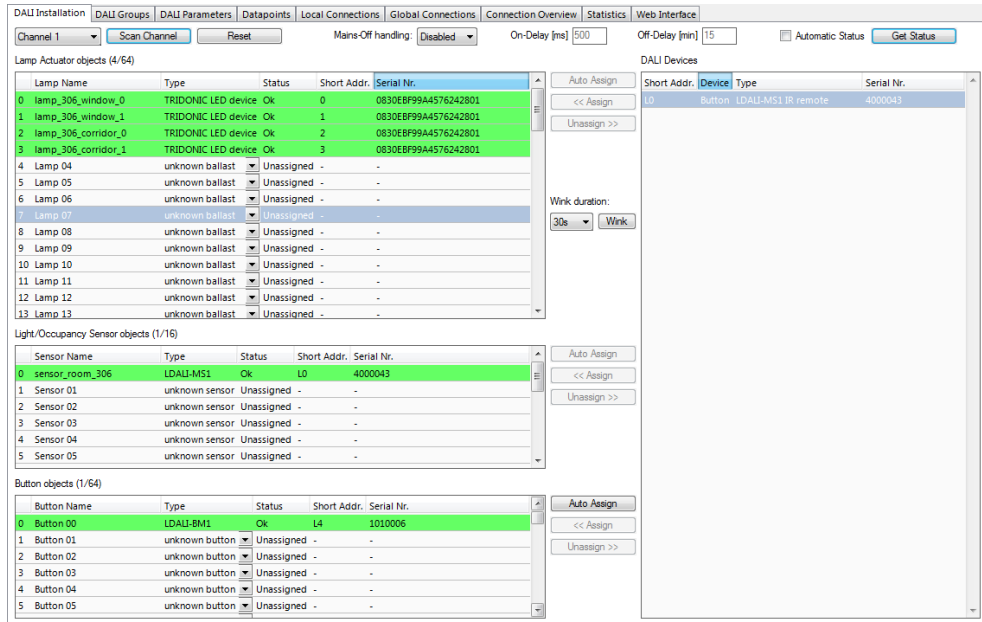 DALI Installation DALI Groups DALI Parameters Datapoints Local Connections Global Connections Connection Overview Statistics Web Interface
Channel 1 Scan Channel Reset Mains-Off handling: Disabled On-Delay [ms] 500 Off-Delay [min] 15 Automatic Status Get Status
Lamp Actuator objects (4/64)
Lamp Name Type Status Short Addr. Serial Nr.
0 lamp_306_window_0 TRIDONIC LED device Ok 0 0830EBF99A4576242801
1 lamp_306_window_1 TRIDONIC LED device Ok 1 0830EBF99A4576242801
2 lamp_306_corridor_0 TRIDONIC LED device Ok 2 0830EBF99A4576242801
3 lamp_306_corridor_1 TRIDONIC LED device Ok 3 0830EBF99A4576242801
4 Lamp 04 unknown ballast Unassigned - -
5 Lamp 05 unknown ballast Unassigned - -
6 Lamp 06 unknown ballast Unassigned - -
7 Lamp 07 unknown ballast Unassigned - -
8 Lamp 08 unknown ballast Unassigned - -
9 Lamp 09 unknown ballast Unassigned - -
10 Lamp 10 unknown ballast Unassigned - -
11 Lamp 11 unknown ballast Unassigned - -
12 Lamp 12 unknown ballast Unassigned - -
13 Lamp 13 unknown ballast Unassigned - -
Auto Assign
<< Assign
Unassign >>
Wink duration:
30s Wink
Light/Occupancy Sensor objects (1/16)
Sensor Name Type Status Short Addr. Serial Nr.
0 sensor_room_306 LDALI-MS1 Ok L0 4000043
1 Sensor 01 unknown sensor Unassigned - -
2 Sensor 02 unknown sensor Unassigned - -
3 Sensor 03 unknown sensor Unassigned - -
4 Sensor 04 unknown sensor Unassigned - -
5 Sensor 05 unknown sensor Unassigned - -
Auto Assign
<< Assign
Unassign >>
Button objects (1/64)
Button Name Type Status Short Addr. Serial Nr.
0 Button 00 LDALI-BM1 Ok L4 1010006
1 Button 01 unknown button Unassigned - -
2 Button 02 unknown button Unassigned - -
3 Button 03 unknown button Unassigned - -
4 Button 04 unknown button Unassigned - -
5 Button 05 unknown button Unassigned - -
Auto Assign
<< Assign
Unassign >>
DALI Devices
Short Addr. Device Type Serial Nr.
L0 Button LDALI-MS1 IR remote 4000043